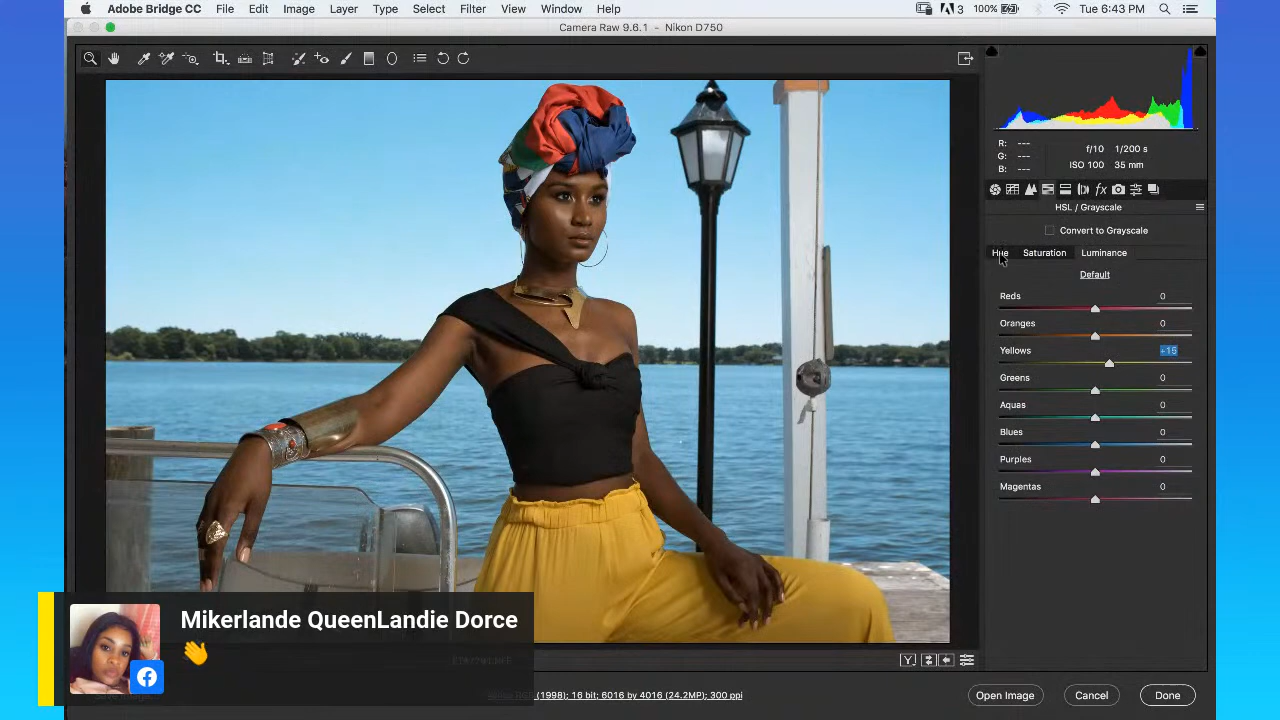 Adobe Bridge CC File Edit Image Layer Type Select Filter View Window Help 3 100% Tue 6:43 PM
Camera Raw 9.6.1 - Nikon D750
R: ---
G: ---
B: ---
f/10 1/200 s
ISO 100 35 mm
fx
HSL / Grayscale
Convert to Grayscale
Hue Saturation Luminance
Default
Reds 0
Oranges 0
Yellows +15
Greens 0
Aquas 0
Blues 0
Purples 0
Magentas 0
Mikerlande QueenLandie Dorce
👋
Y
(1998); 16 bit; 6016 by 4016 (24.2MP); 300 ppi
Open Image Cancel Done